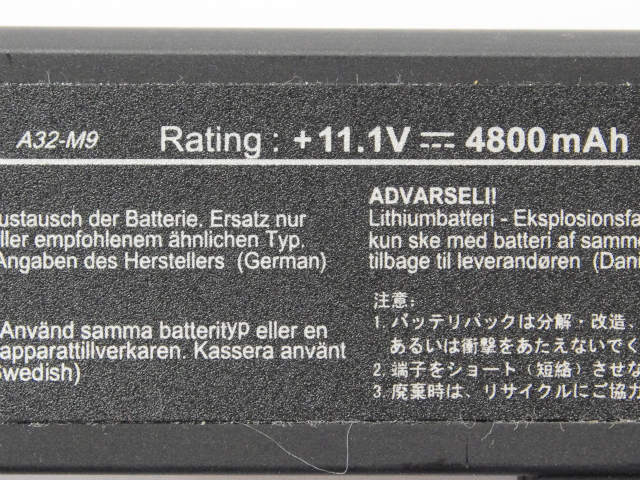 A32-M9 Rating : +11.1V ⎓ 4800mAh
ustausch der Batterie. Ersatz nur
ller empfohlenem ähnlichen Typ.
Angaben des Herstellers (German)
Använd samma batterityp eller en
apparattillverkaren. Kassera använt
Swedish)
ADVARSELI!
Lithiumbatteri - Eksplosionsfa
kun ske med batteri af samme
tilbage til leverandøren (Dani
注意:
1. バッテリパックは分解・改造、
あるいは衝撃をあたえないでく
2. 端子をショート（短絡）させな
3. 廃棄時は、リサイクルにご協力